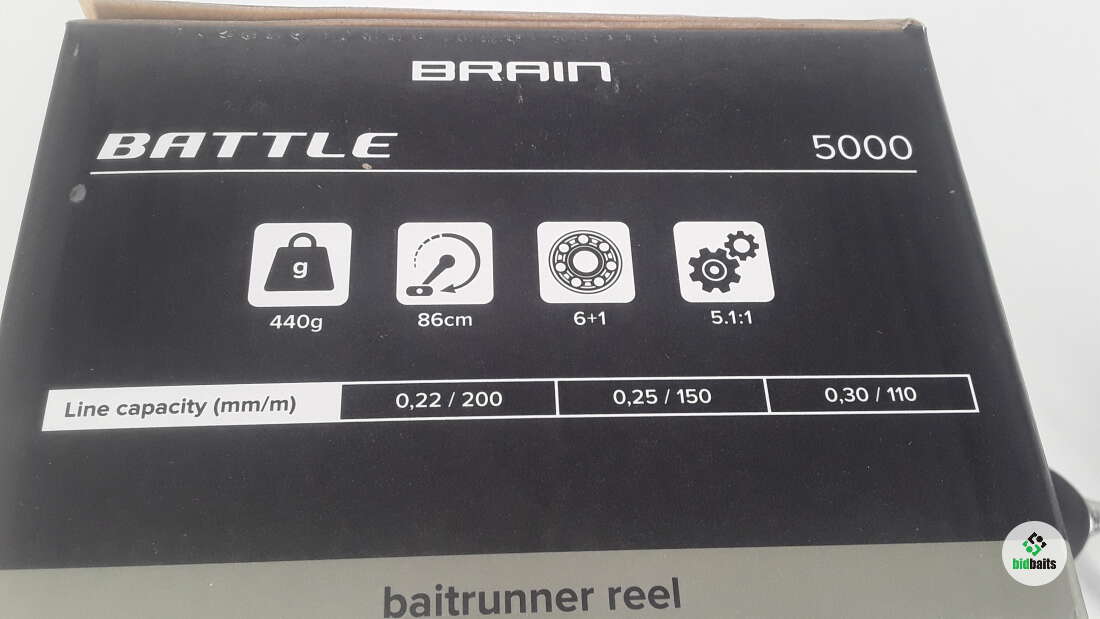 BRAIN
BATTLE 5000
g
440g 86cm 6+1 5.1:1
Line capacity (mm/m) 0,22 / 200 0,25 / 150 0,30 / 110
baitrunner reel
bidbaits